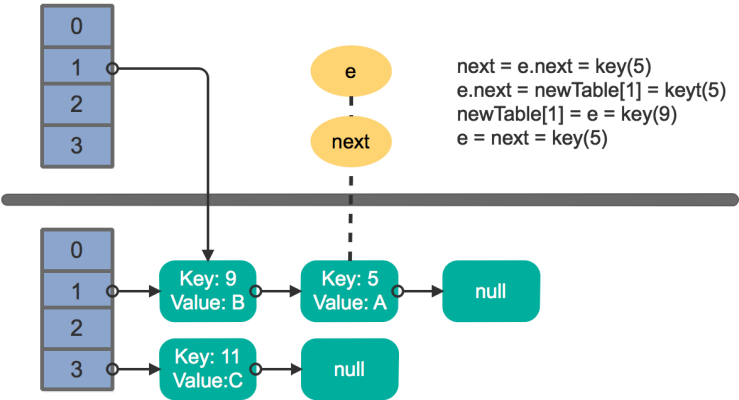 0
1
2
3
e
next
next = e.next = key(5)
e.next = newTable[1] = keyt(5)
newTable[1] = e = key(9)
e = next = key(5)
0
1
2
3
Key: 9
Value: B
Key: 5
Value: A
null
Key: 11
Value:C
null